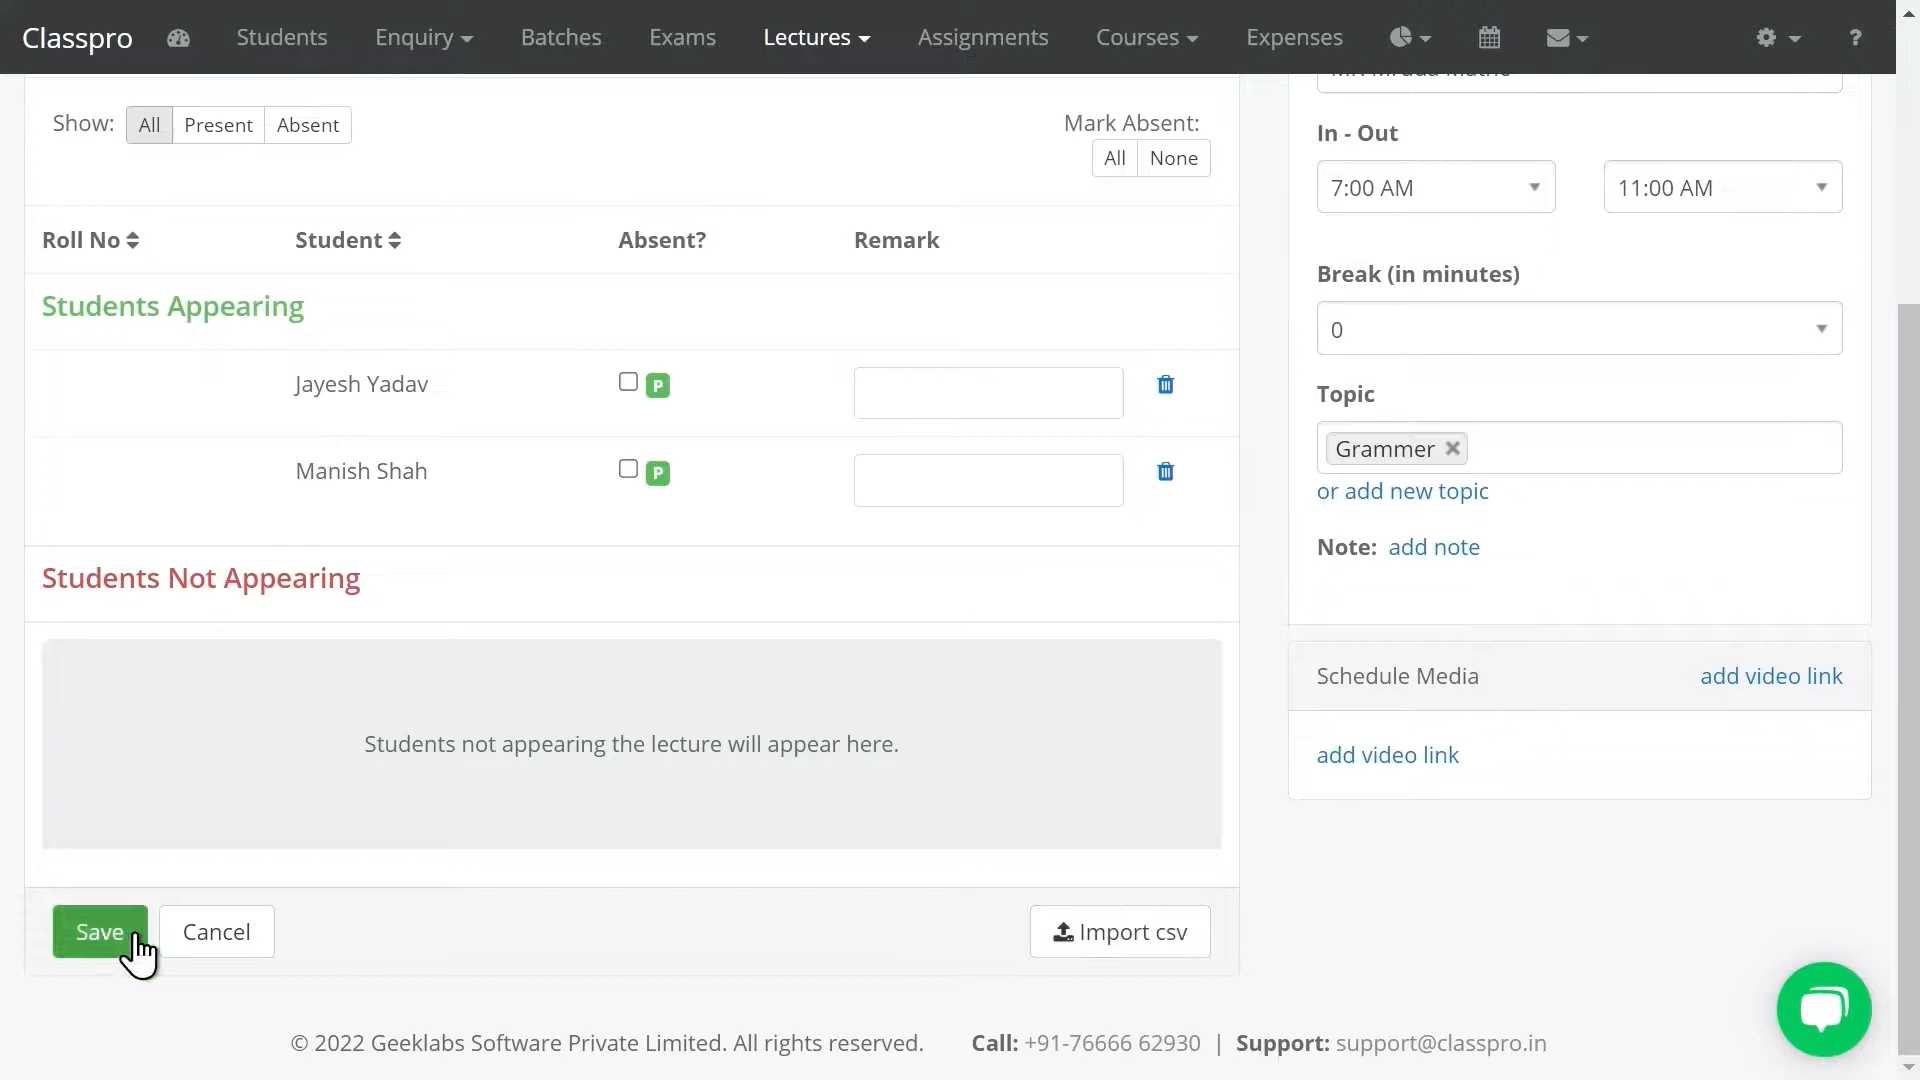 Classpro Students Enquiry Batches Exams Lectures Assignments Courses Expenses ?
Show: All Present Absent
Mark Absent:
All None
Roll No Student Absent? Remark
Students Appearing
Jayesh Yadav P
Manish Shah P
Students Not Appearing
Students not appearing the lecture will appear here.
Save Cancel Import csv
In - Out
7:00 AM 11:00 AM
Break (in minutes)
0
Topic
Grammer
or add new topic
Note: add note
Schedule Media add video link
add video link
© 2022 Geeklabs Software Private Limited. All rights reserved. Call: +91-76666 62930 | Support: support@classpro.in